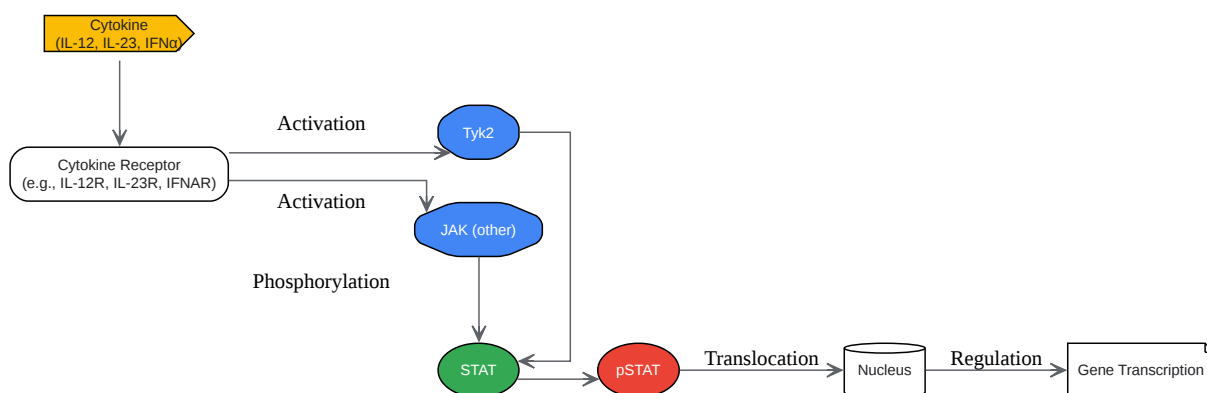 Cytokine
(IL-12, IL-23, IFNα)
Activation
Tyk2
Cytokine Receptor
(e.g., IL-12R, IL-23R, IFNAR)
Activation
JAK (other)
Phosphorylation
STAT
pSTAT
Translocation
Nucleus
Regulation
Gene Transcription